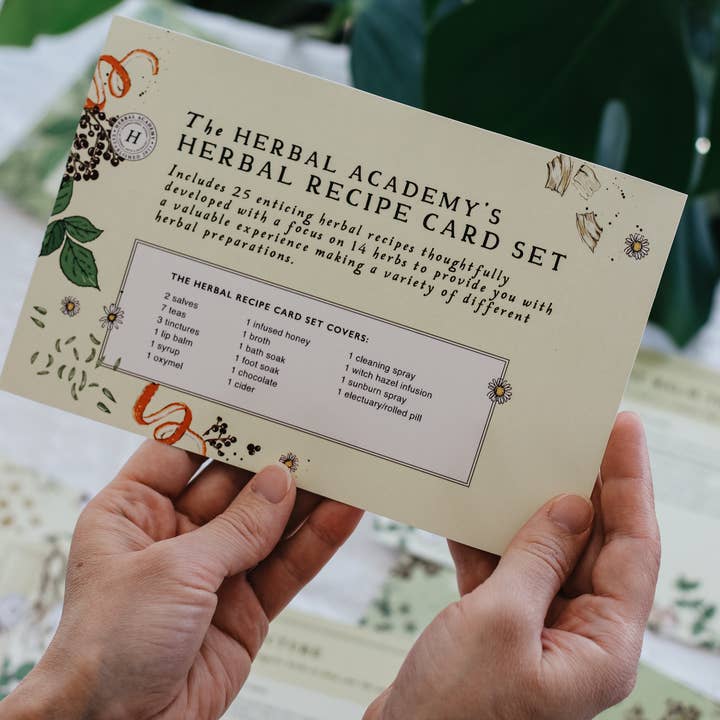 The HERBAL ACADEMY'S
HERBAL RECIPE CARD SET
Includes 25 enticing herbal recipes thoughtfully
developed with a focus on 14 herbs to provide you with
a valuable experience making a variety of different
herbal preparations.
THE HERBAL RECIPE CARD SET COVERS:
2 salves
7 teas
3 tinctures
1 lip balm
1 syrup
1 oxymel
1 infused honey
1 broth
1 bath soak
1 foot soak
1 chocolate
1 cider
1 cleaning spray
1 witch hazel infusion
1 sunburn spray
1 electuary/rolled pill
HERBAL ACADEMY
H